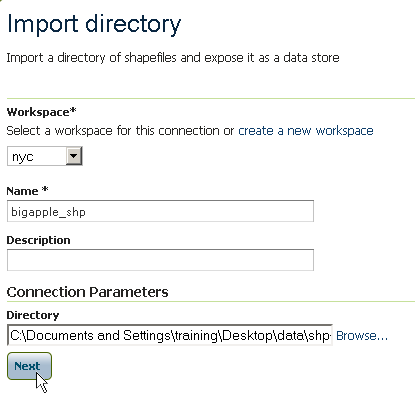 Import directory
Import a directory of shapefiles and expose it as a data store
Workspace*
Select a workspace for this connection or create a new workspace
nyc
Name *
bigapple_shp
Description
Connection Parameters
Directory
C:\Documents and Settings\training\Desktop\data\shp Browse...
Next